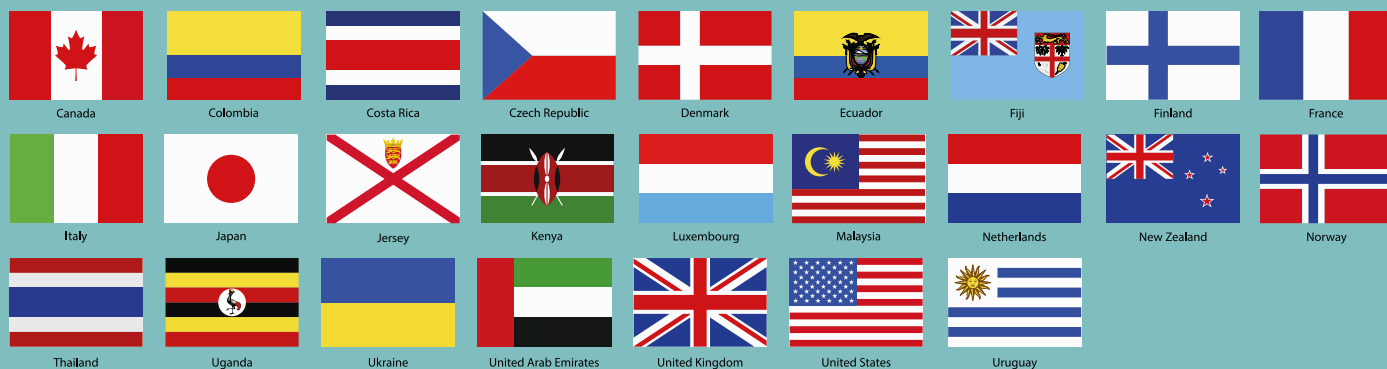 Canada
Colombia
Costa Rica
Czech Republic
Denmark
Ecuador
Fiji
Finland
France
Italy
Japan
Jersey
Kenya
Luxembourg
Malaysia
Netherlands
New Zealand
Norway
Thailand
Uganda
Ukraine
United Arab Emirates
United Kingdom
United States
Uruguay